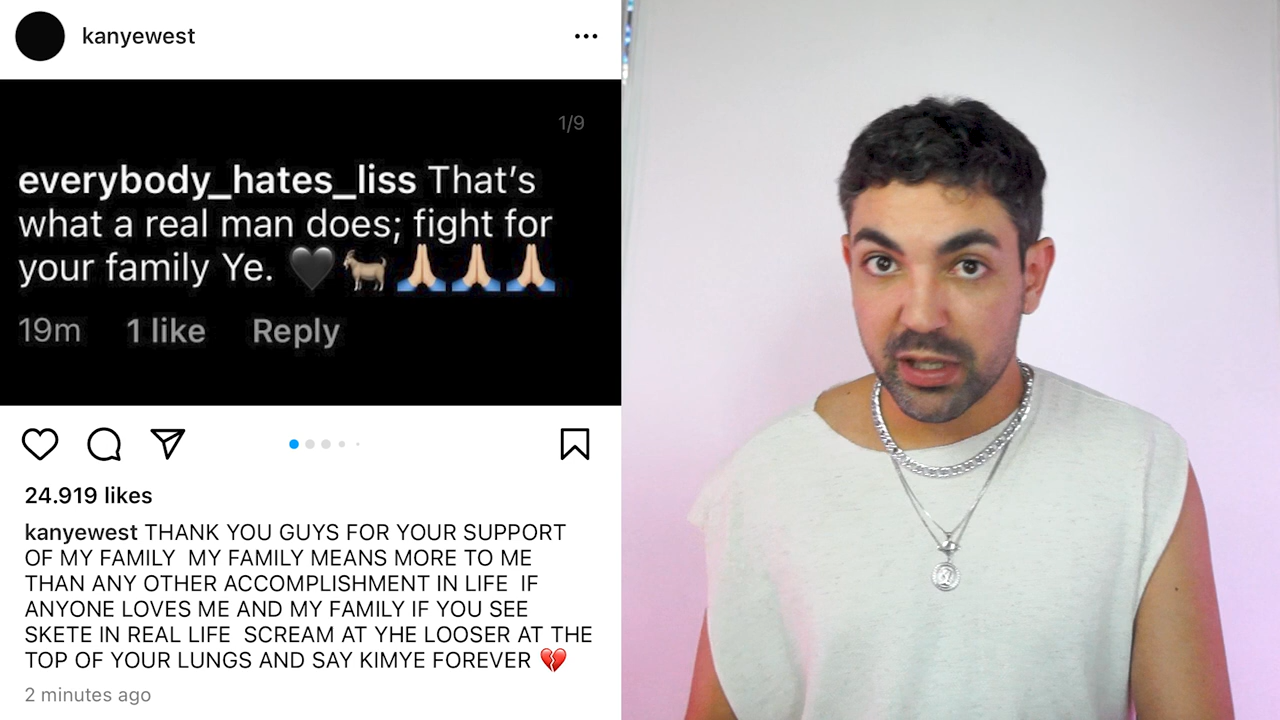 kanyewest
1/9
everybody_hates_liss That’s
what a real man does; fight for
your family Ye. 🖤🐐🙏🏼🙏🏼🙏🏼
19m 1 like Reply
24.919 likes
kanyewest THANK YOU GUYS FOR YOUR SUPPORT
OF MY FAMILY MY FAMILY MEANS MORE TO ME
THAN ANY OTHER ACCOMPLISHMENT IN LIFE IF
ANYONE LOVES ME AND MY FAMILY IF YOU SEE
SKETE IN REAL LIFE SCREAM AT YHE LOOSER AT THE
TOP OF YOUR LUNGS AND SAY KIMYE FOREVER 💔
2 minutes ago